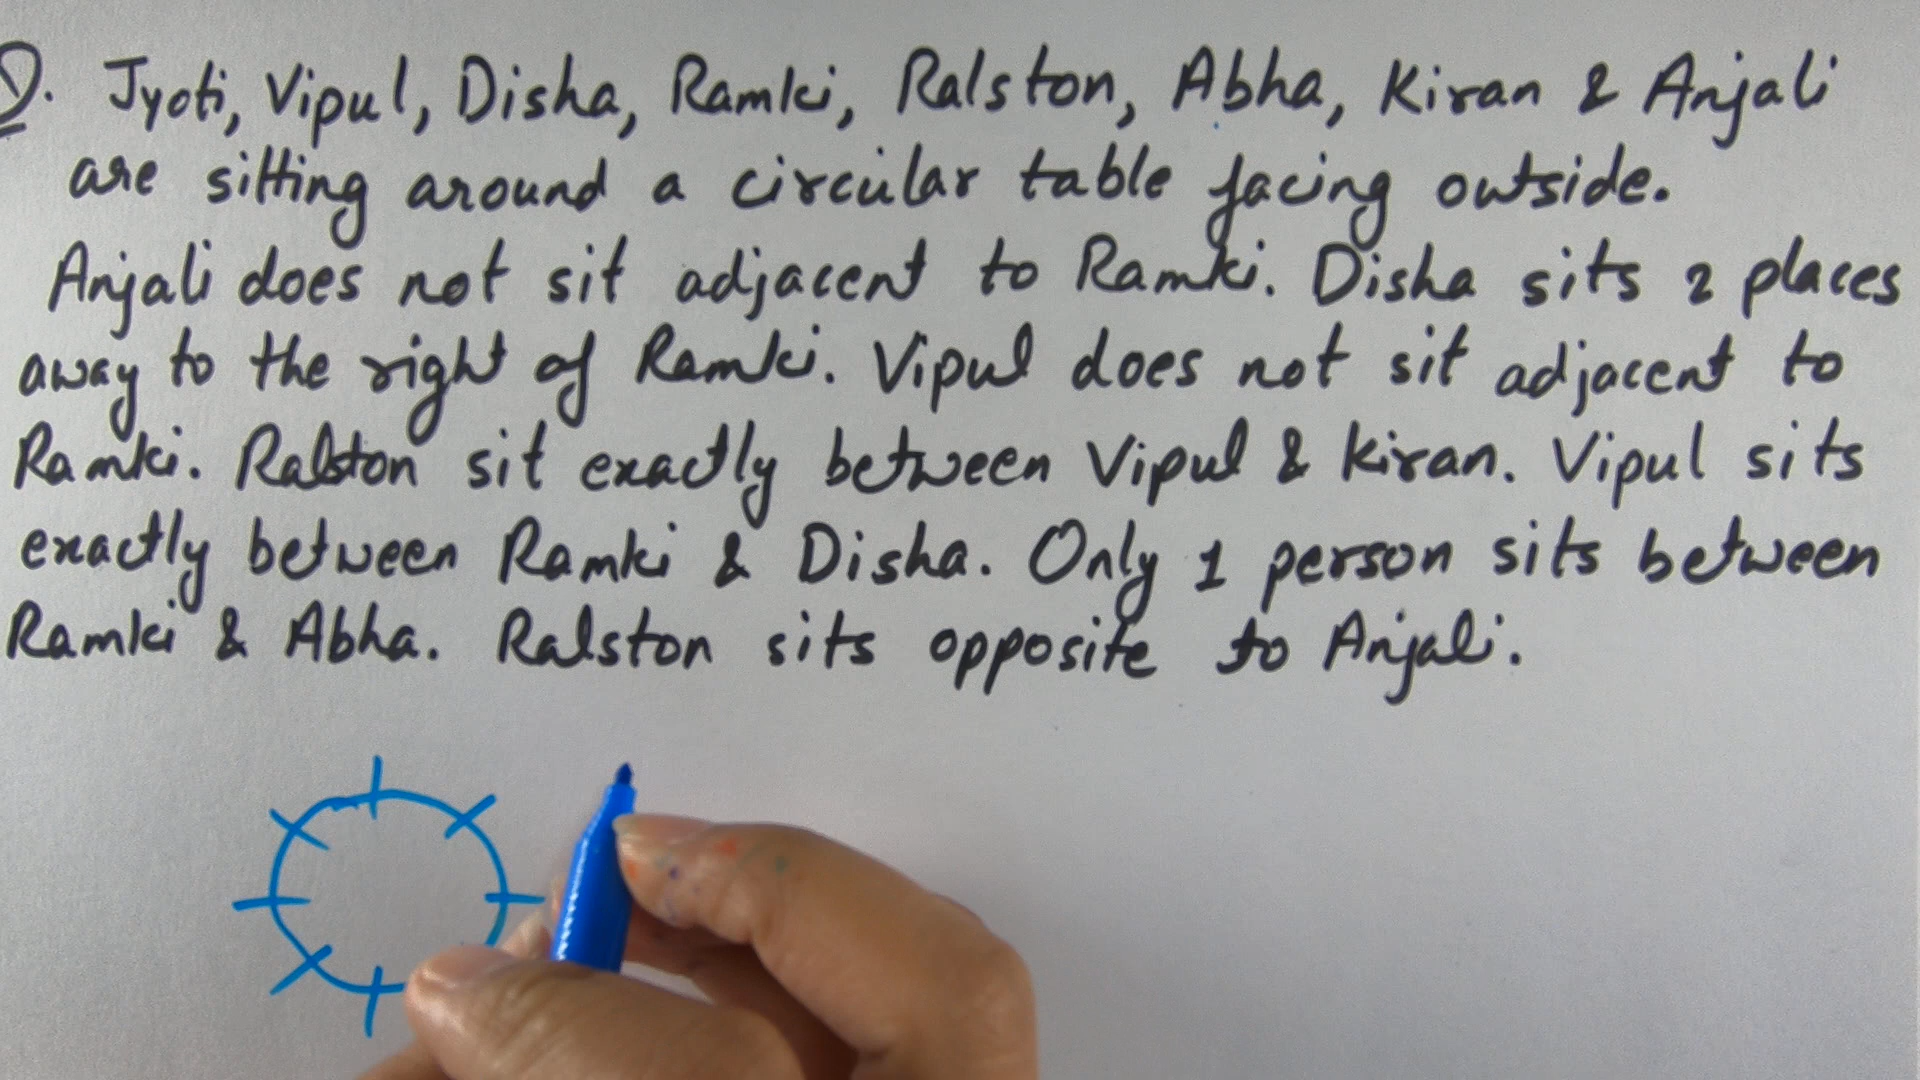 Q. Jyoti, Vipul, Disha, Ramki, Ralston, Abha, Kiran & Anjali
are sitting around a circular table facing outside.
Anjali does not sit adjacent to Ramki. Disha sits 2 places
away to the right of Ramki. Vipul does not sit adjacent to
Ramki. Ralston sit exactly between Vipul & Kiran. Vipul sits
exactly between Ramki & Disha. Only 1 person sits between
Ramki & Abha. Ralston sits opposite to Anjali.